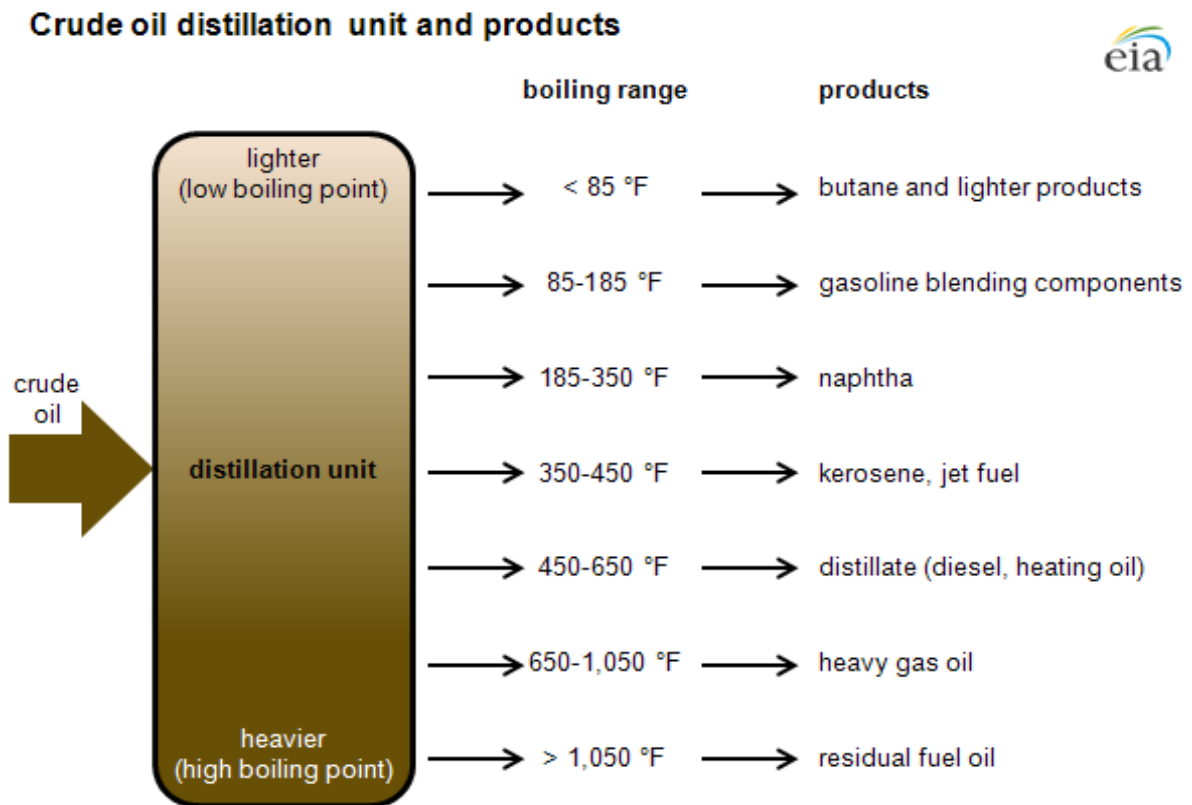 Crude oil distillation unit and products
eia
boiling range
products
lighter
(low boiling point)
< 85 °F
butane and lighter products
85-185 °F
gasoline blending components
185-350 °F
naphtha
crude
oil
distillation unit
350-450 °F
kerosene, jet fuel
450-650 °F
distillate (diesel, heating oil)
650-1,050 °F
heavy gas oil
heavier
(high boiling point)
> 1,050 °F
residual fuel oil